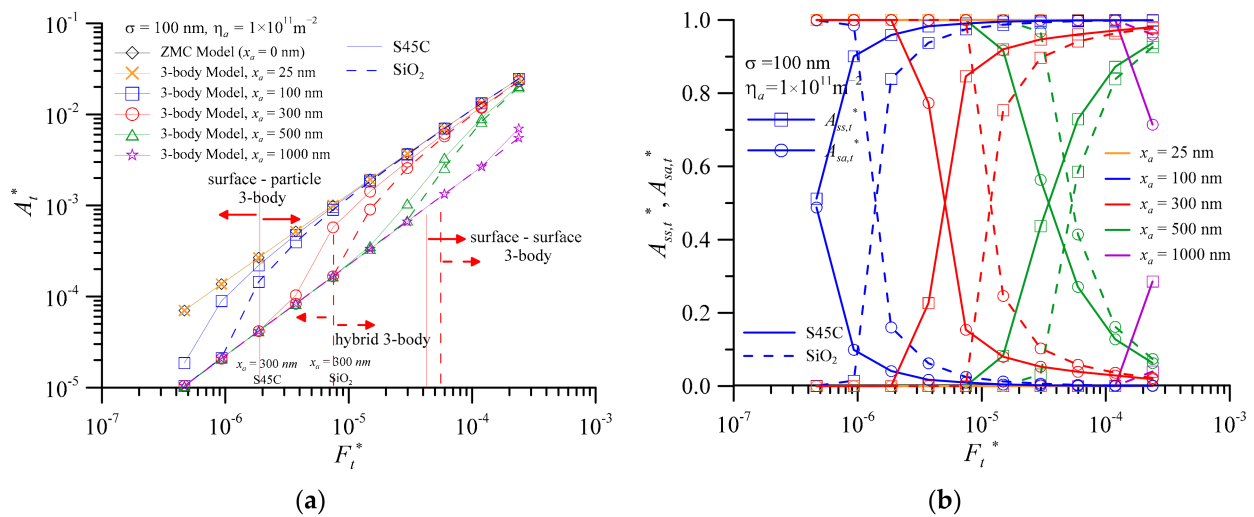 σ = 100 nm, ηa = 1×10^11 m^-2
ZMC Model (xa = 0 nm)
3-body Model, xa = 25 nm
3-body Model, xa = 100 nm
3-body Model, xa = 300 nm
3-body Model, xa = 500 nm
3-body Model, xa = 1000 nm
S45C
SiO2
surface - particle
3-body
surface - surface
3-body
hybrid 3-body
xa = 300 nm
S45C
xa = 300 nm
SiO2
At*
10^-1
10^-2
10^-3
10^-4
10^-5
10^-7
10^-6
10^-5
10^-4
10^-3
Ft*
(a)
Ass,t*, Asa,t*
1.0
0.8
0.6
0.4
0.2
0.0
σ =100 nm
ηa=1×10^11 m^-2
Ass,t*
Asa,t*
xa = 25 nm
xa = 100 nm
xa = 300 nm
xa = 500 nm
xa = 1000 nm
S45C
SiO2
10^-7
10^-6
10^-5
10^-4
10^-3
Ft*
(b)